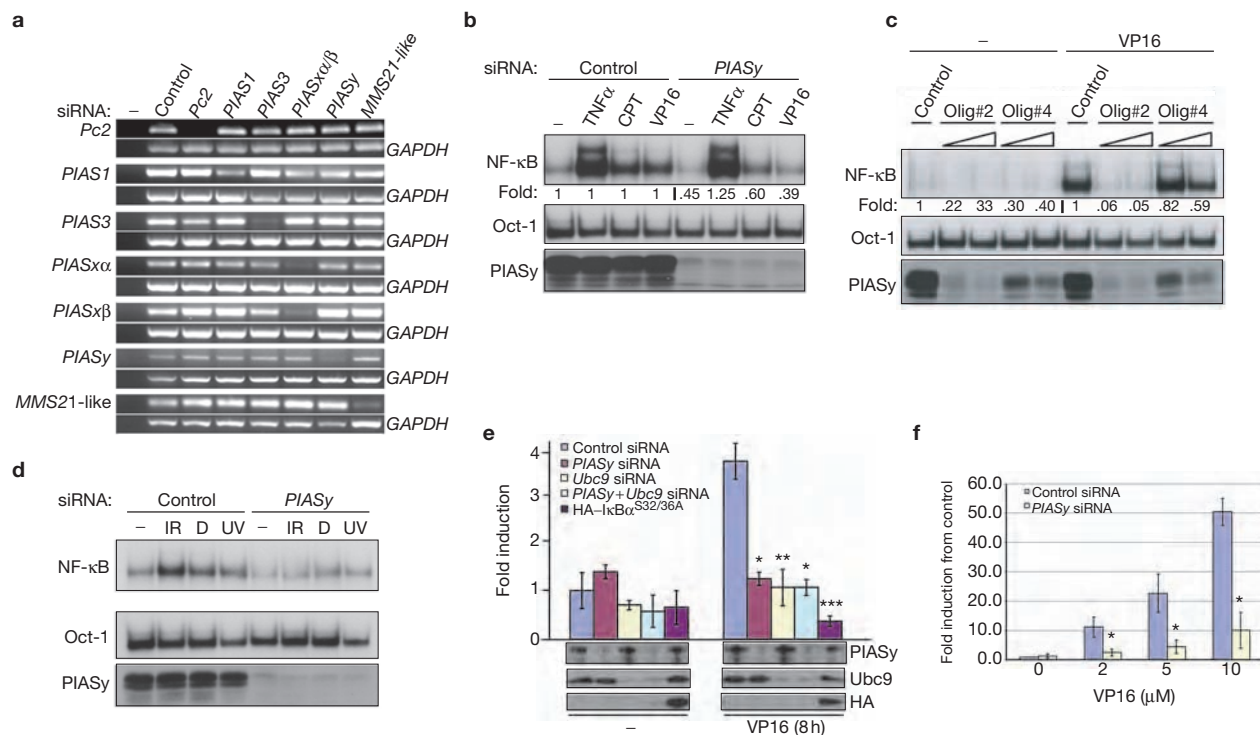 a
siRNA: – Control Pc2 PIAS1 PIAS3 PIASxα/β PIASy MMS21-like
Pc2
GAPDH
PIAS1
GAPDH
PIAS3
GAPDH
PIASxα
GAPDH
PIASxβ
GAPDH
PIASy
GAPDH
MMS21-like
GAPDH
b
siRNA: Control PIASy
– TNFα CPT VP16 – TNFα CPT VP16
NF-κB
Fold: 1 1 1 1 .45 1.25 .60 .39
Oct-1
PIASy
c
– VP16
Control Olig#2 Olig#4 Control Olig#2 Olig#4
NF-κB
Fold: 1 .22 .33 .30 .40 1 .06 .05 .82 .59
Oct-1
PIASy
d
siRNA: Control PIASy
– IR D UV – IR D UV
NF-κB
Oct-1
PIASy
e
Fold induction
4
3
2
1
0
Control siRNA
PIASy siRNA
Ubc9 siRNA
PIASy+Ubc9 siRNA
HA–IκBα^S32/36A
* ** * ***
PIASy
Ubc9
HA
– VP16 (8 h)
f
Fold induction from control
60.0
50.0
40.0
30.0
20.0
10.0
0.0
Control siRNA
PIASy siRNA
* * *
0 2 5 10
VP16 (μM)